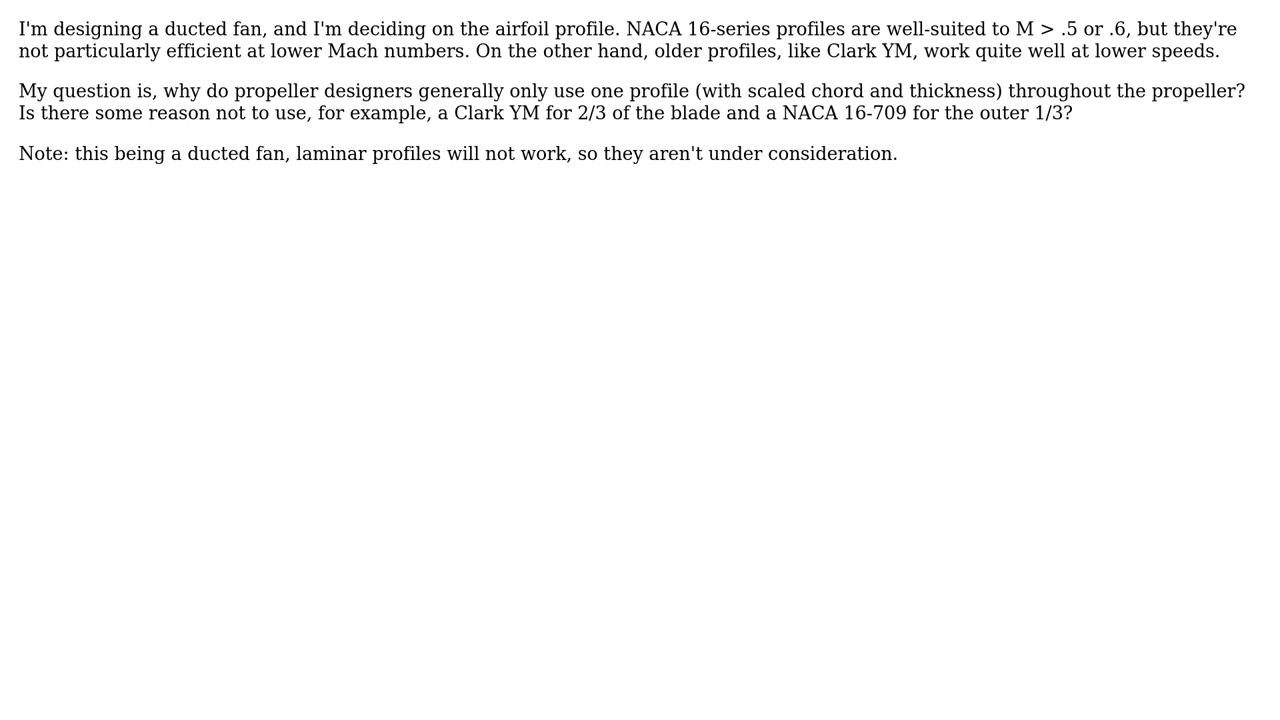 I'm designing a ducted fan, and I'm deciding on the airfoil profile. NACA 16-series profiles are well-suited to M > .5 or .6, but they're
not particularly efficient at lower Mach numbers. On the other hand, older profiles, like Clark YM, work quite well at lower speeds.
My question is, why do propeller designers generally only use one profile (with scaled chord and thickness) throughout the propeller?
Is there some reason not to use, for example, a Clark YM for 2/3 of the blade and a NACA 16-709 for the outer 1/3?
Note: this being a ducted fan, laminar profiles will not work, so they aren't under consideration.